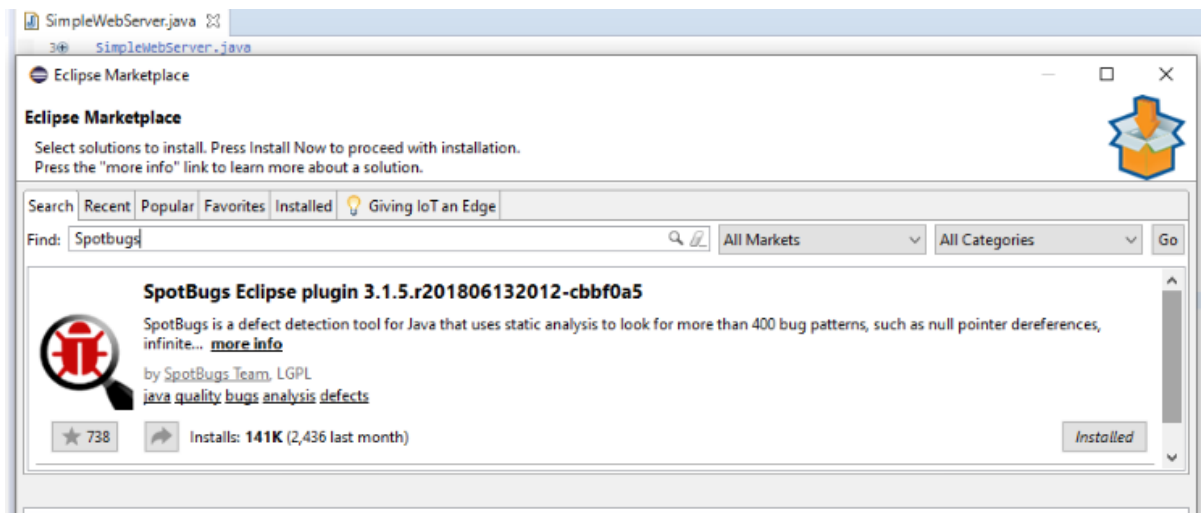 SimpleWebServer.java
3 SimpleWebServer.java
Eclipse Marketplace
Eclipse Marketplace
Select solutions to install. Press Install Now to proceed with installation.
Press the "more info" link to learn more about a solution.
Search Recent Popular Favorites Installed Giving IoT an Edge
Find: Spotbugs All Markets All Categories Go
SpotBugs Eclipse plugin 3.1.5.r201806132012-cbbf0a5
SpotBugs is a defect detection tool for Java that uses static analysis to look for more than 400 bug patterns, such as null pointer dereferences,
infinite... more info
by SpotBugs Team, LGPL
java quality bugs analysis defects
738 Installs: 141K (2,436 last month) Installed